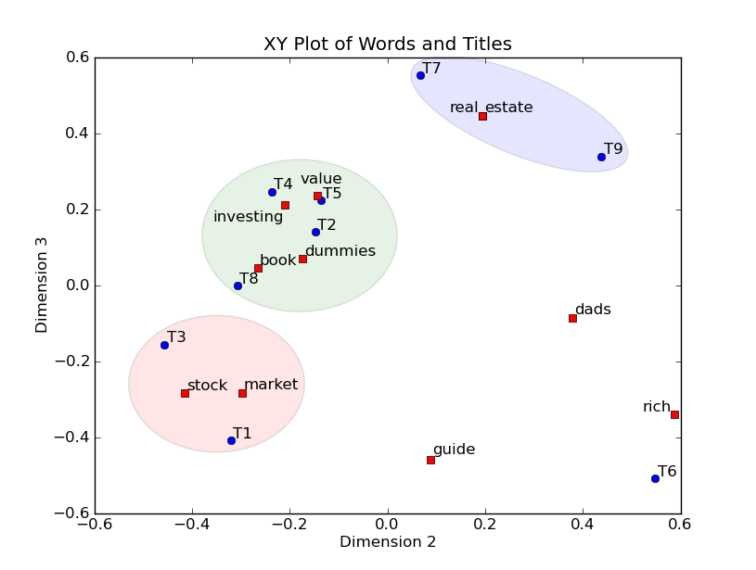 XY Plot of Words and Titles
0.6
T7
real estate
0.4
T9
T4
value
T5
0.2
investing
T2
dummies
book
0.0
T8
dads
T3
−0.2
stock
market
rich
−0.4
T1
guide
T6
−0.6
−0.6
−0.4
−0.2
0.0
0.2
0.4
0.6
Dimension 2
Dimension 3